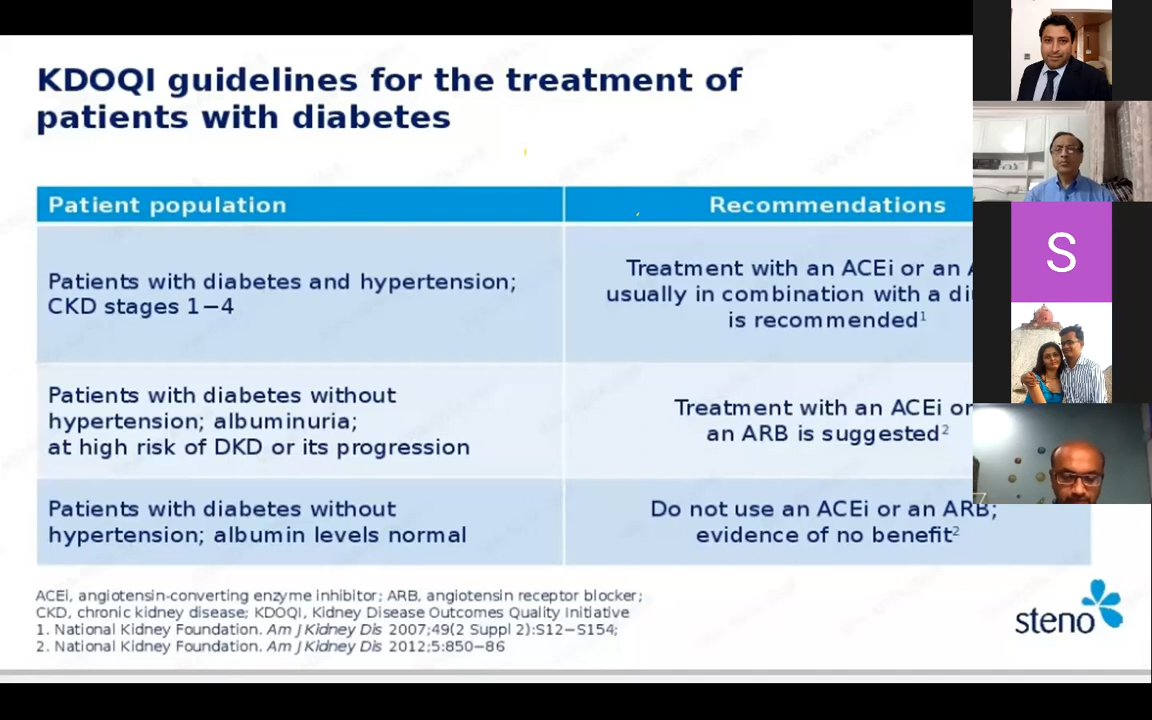 KDOQI guidelines for the treatment of
patients with diabetes
Patient population
Recommendations
Patients with diabetes and hypertension;
CKD stages 1−4
Treatment with an ACEi or an
usually in combination with a
is recommended1
Patients with diabetes without
hypertension; albuminuria;
at high risk of DKD or its progression
Treatment with an ACEi or
an ARB is suggested2
Patients with diabetes without
hypertension; albumin levels normal
Do not use an ACEi or an ARB;
evidence of no benefit2
ACEi, angiotensin-converting enzyme inhibitor; ARB, angiotensin receptor blocker;
CKD, chronic kidney disease; KDOQI, Kidney Disease Outcomes Quality Initiative
1. National Kidney Foundation. Am J Kidney Dis 2007;49(2 Suppl 2):S12−S154;
2. National Kidney Foundation. Am J Kidney Dis 2012;5:850−86
steno
S